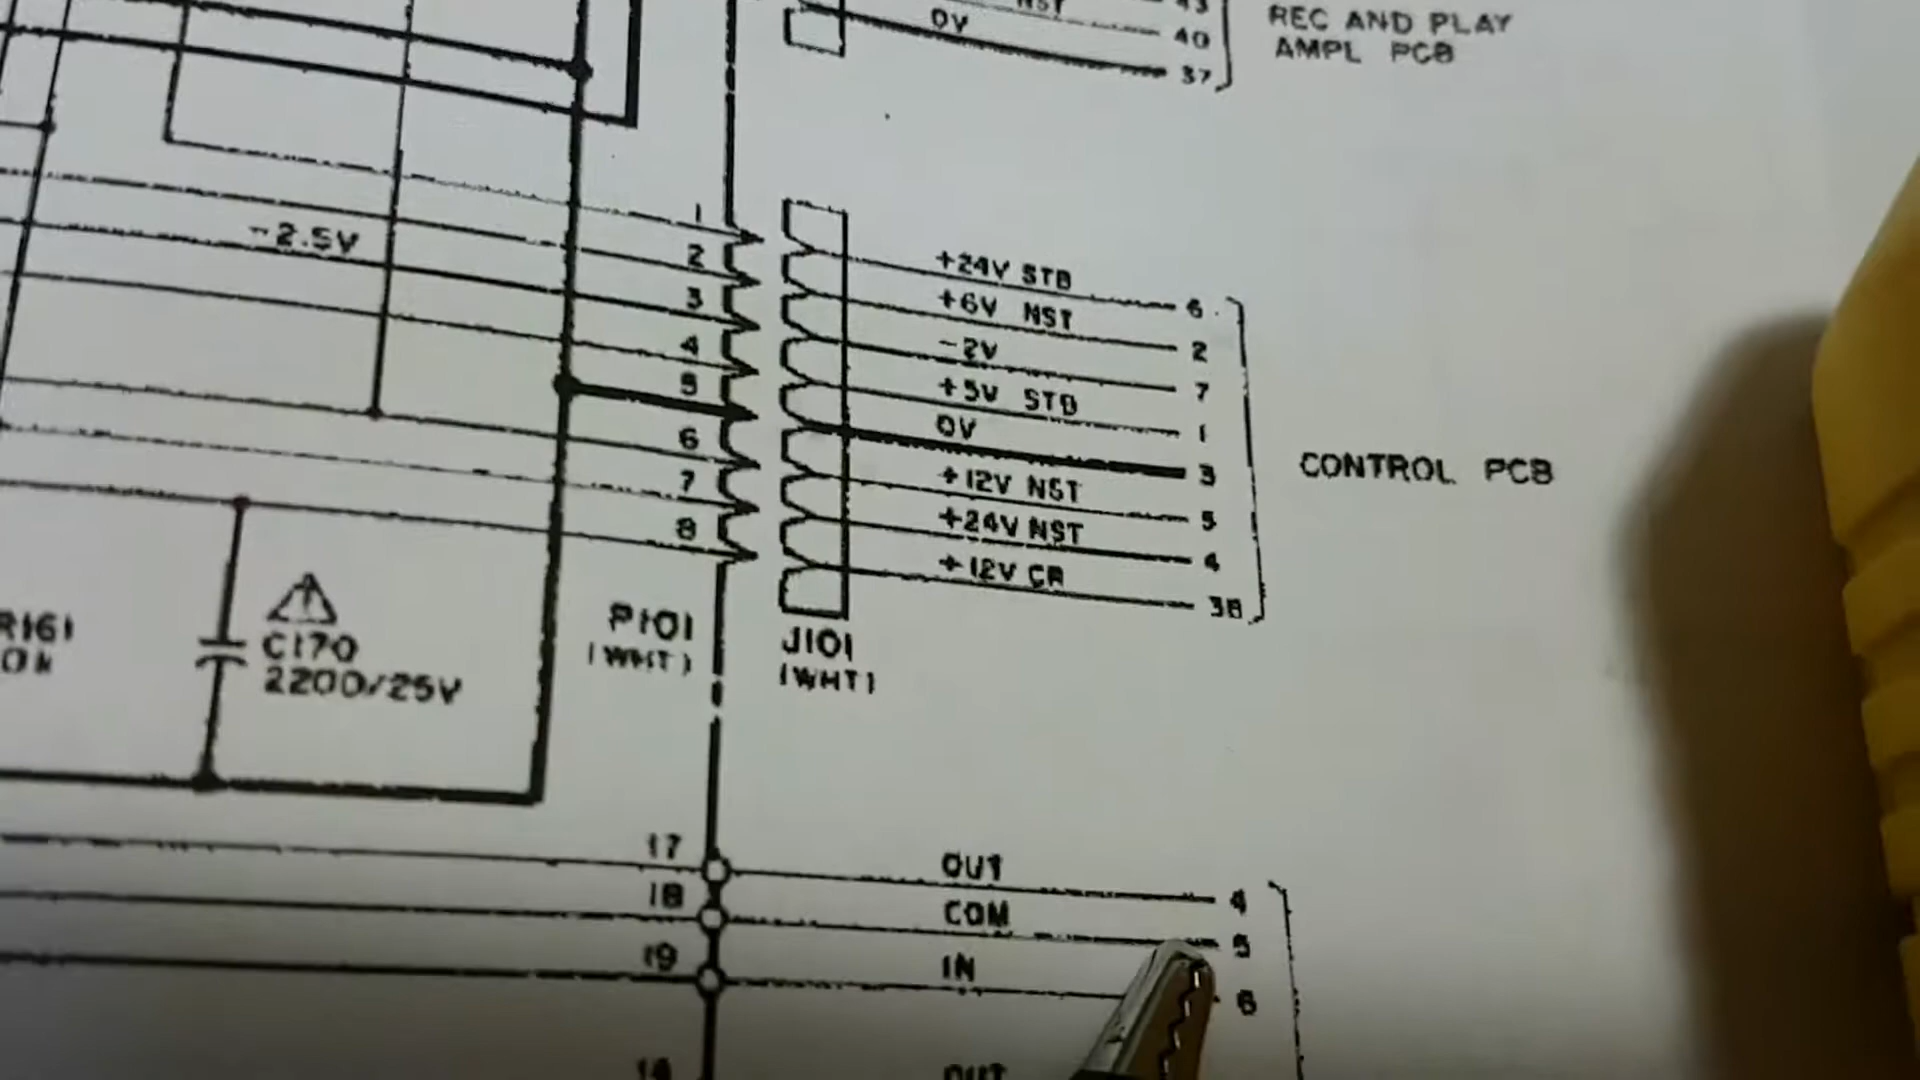 REC AND PLAY
AMPL PCB
0V
40
37
-2.5V
1
2
3
4
5
6
7
8
+24V STB 6
+6V NST 2
-2V 7
+5V STB 1
0V 3
+12V NST 5
+24V NST 4
+12V CR 38
CONTROL PCB
R161
C170
2200/25V
P101
(WHT)
J101
(WHT)
17 OUT 4
18 COM 5
19 IN 6
OUT